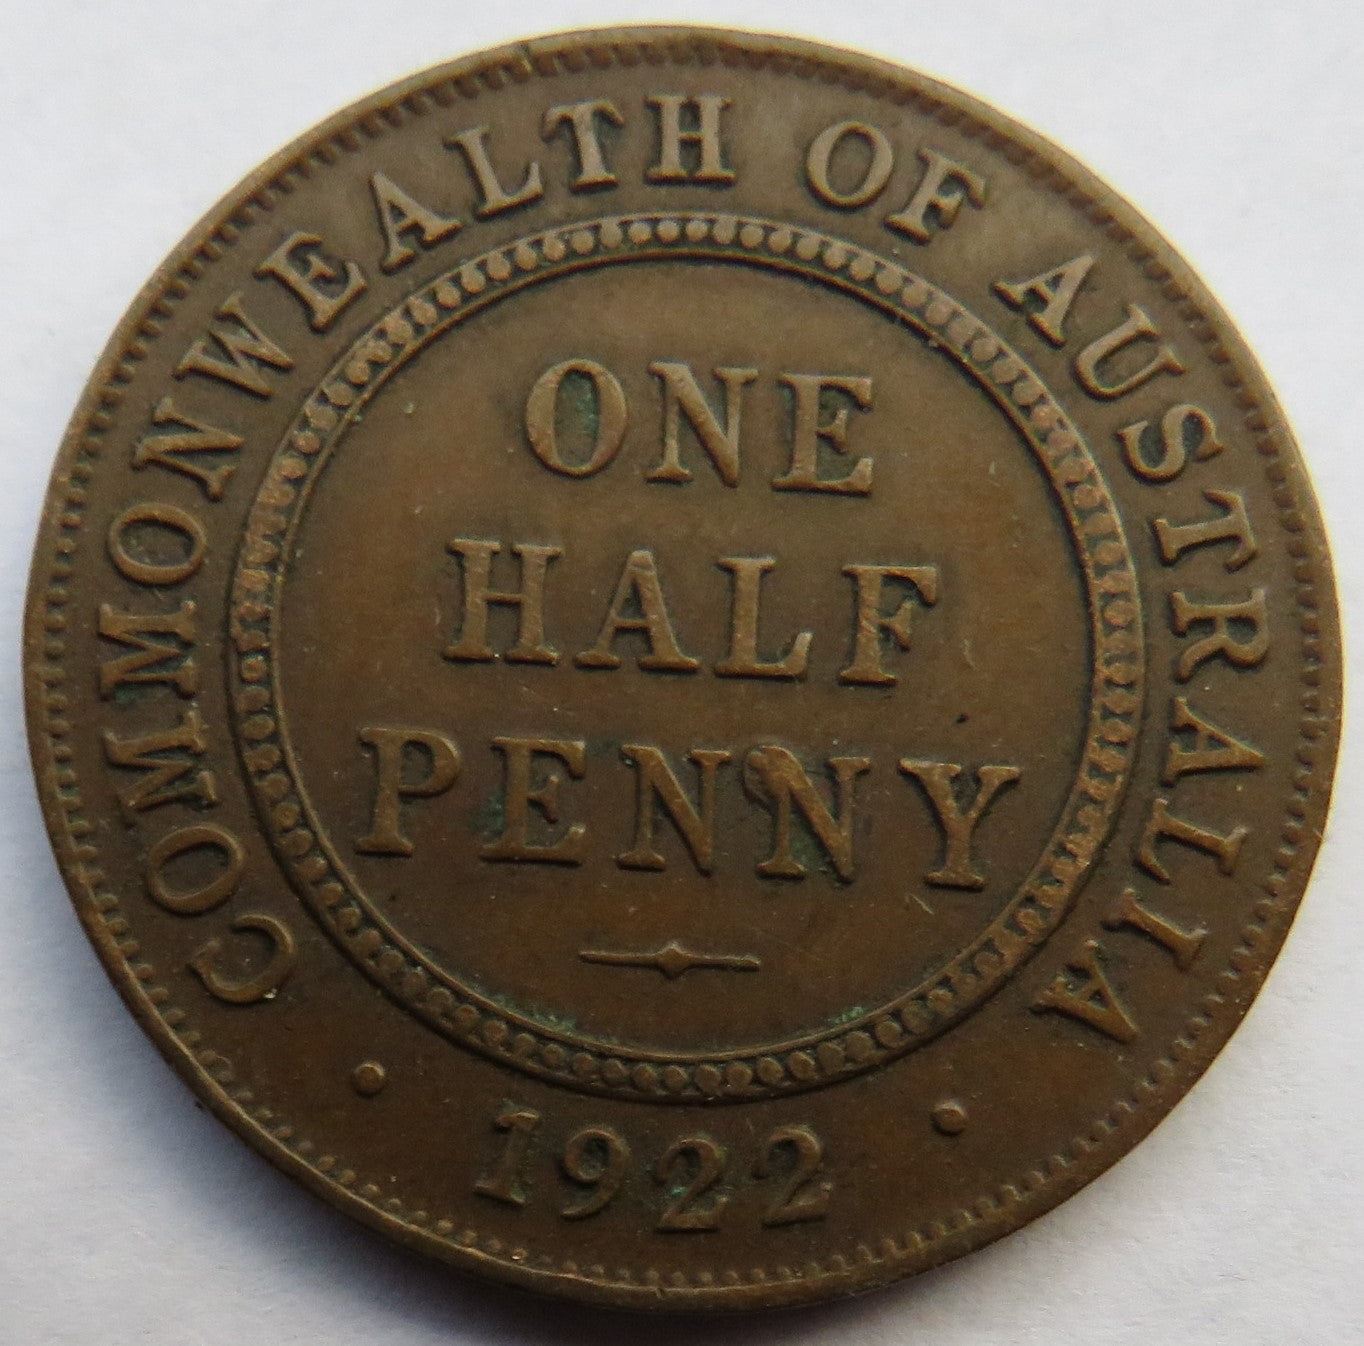 COMMONWEALTH OF AUSTRALIA
ONE
HALF
PENNY
· 1922 ·